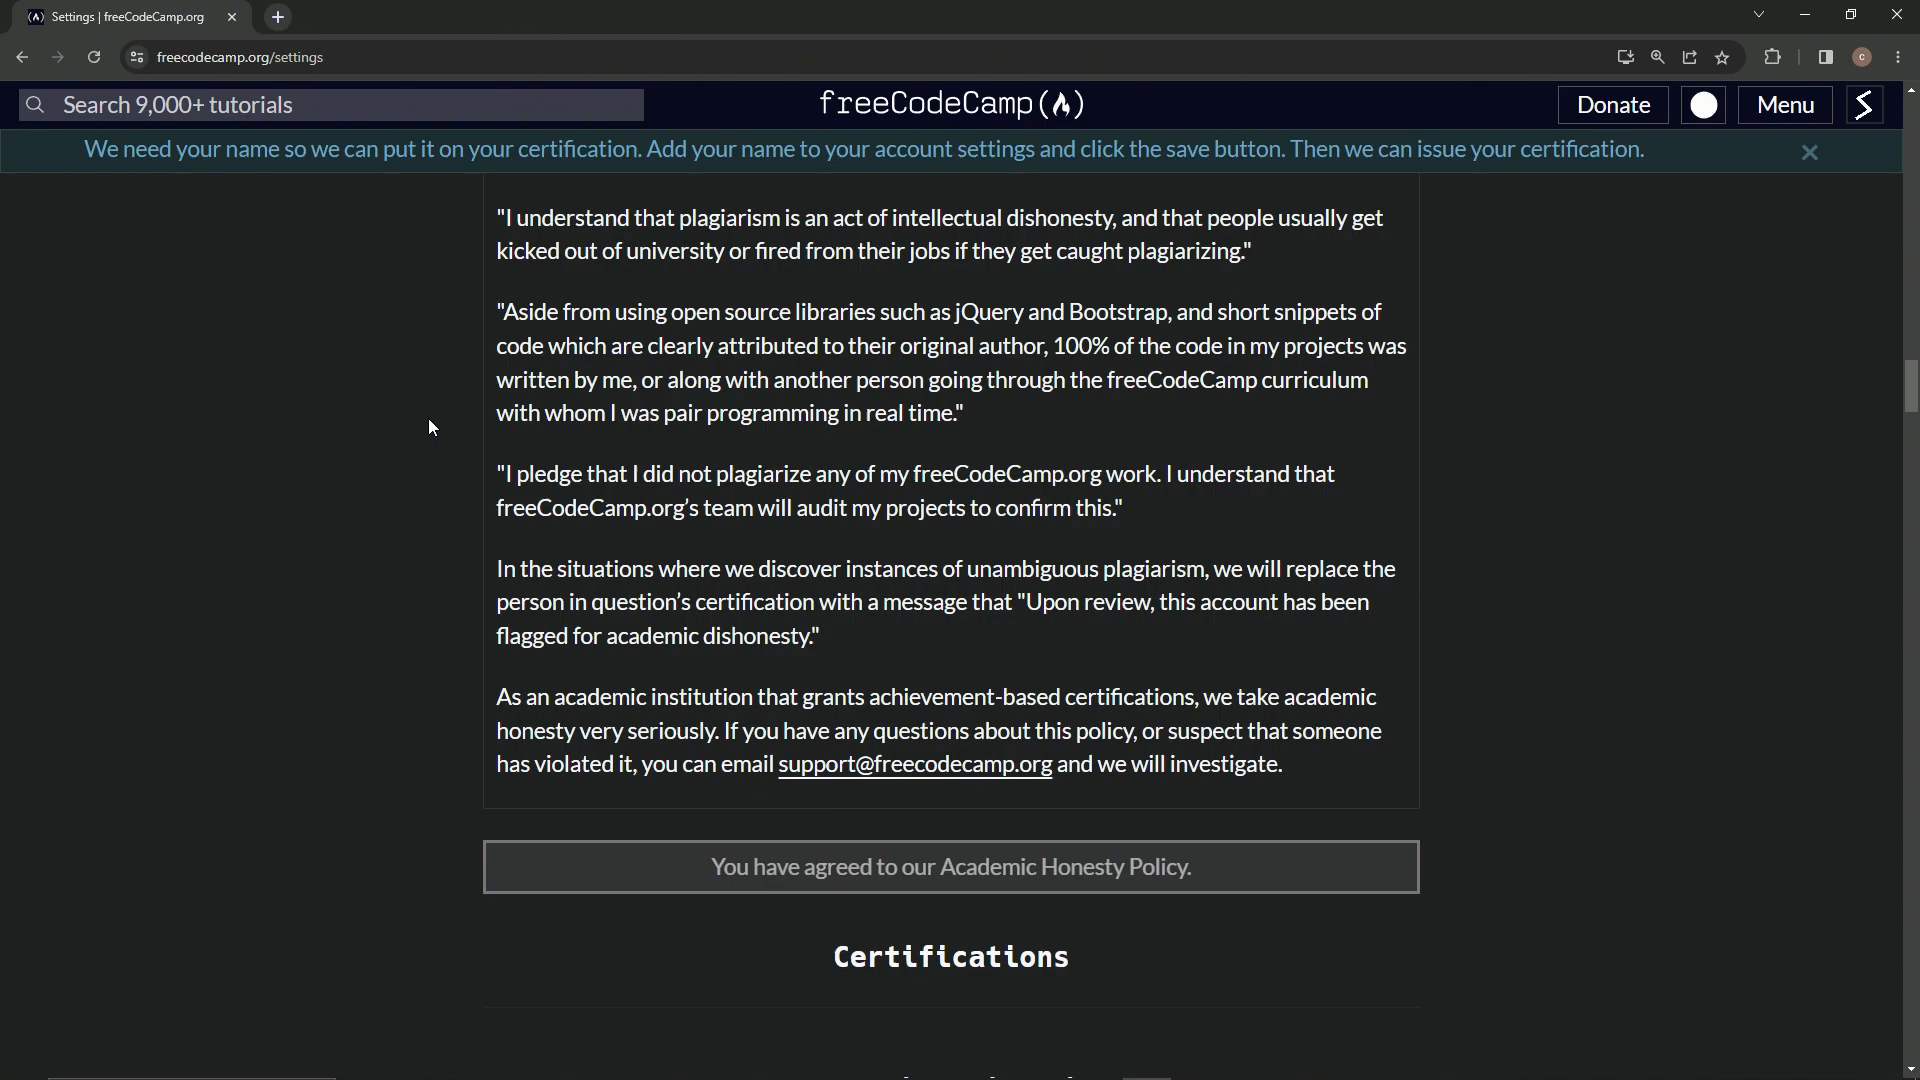 Settings | freeCodeCamp.org
freecodecamp.org/settings
Search 9,000+ tutorials
freeCodeCamp
Donate
Menu
We need your name so we can put it on your certification. Add your name to your account settings and click the save button. Then we can issue your certification.
"I understand that plagiarism is an act of intellectual dishonesty, and that people usually get
kicked out of university or fired from their jobs if they get caught plagiarizing."
"Aside from using open source libraries such as jQuery and Bootstrap, and short snippets of
code which are clearly attributed to their original author, 100% of the code in my projects was
written by me, or along with another person going through the freeCodeCamp curriculum
with whom I was pair programming in real time."
"I pledge that I did not plagiarize any of my freeCodeCamp.org work. I understand that
freeCodeCamp.org’s team will audit my projects to confirm this."
In the situations where we discover instances of unambiguous plagiarism, we will replace the
person in question’s certification with a message that "Upon review, this account has been
flagged for academic dishonesty."
As an academic institution that grants achievement-based certifications, we take academic
honesty very seriously. If you have any questions about this policy, or suspect that someone
has violated it, you can email support@freecodecamp.org and we will investigate.
You have agreed to our Academic Honesty Policy.
Certifications